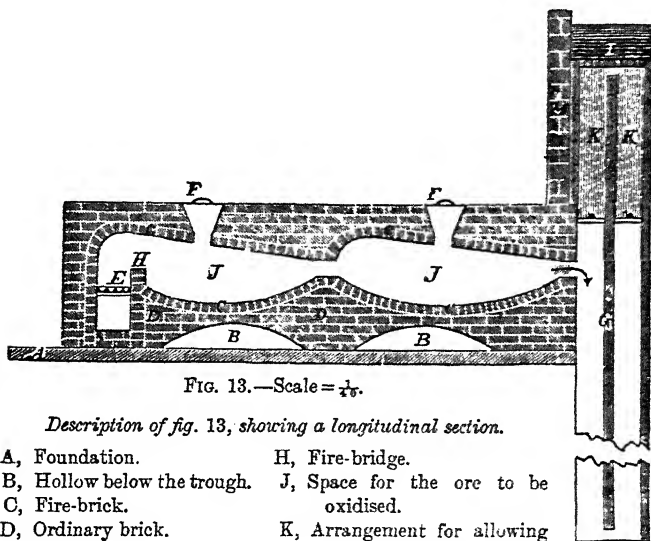 I
K K
F F
H
E
J J
C C
D D
B B
G
A
FIG. 13.—Scale = 1/40.
Description of fig. 13, showing a longitudinal section.
A, Foundation.
B, Hollow below the trough.
C, Fire-brick.
D, Ordinary brick.
H, Fire-bridge.
J, Space for the ore to be
oxidised.
K, Arrangement for allowing